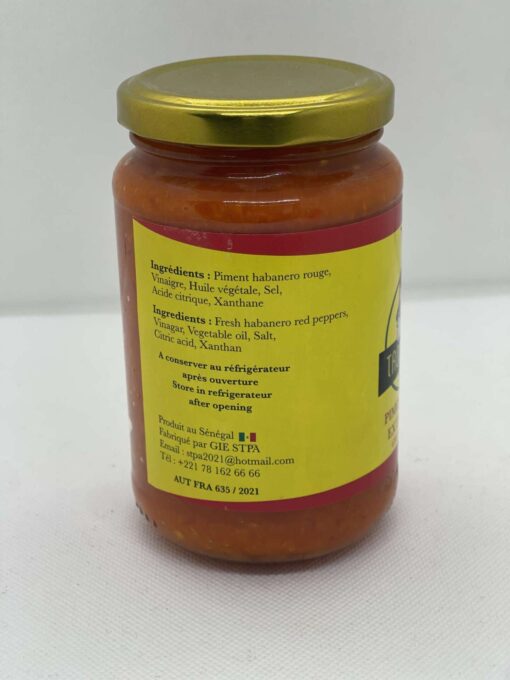 Ingrédients : Piment habanero rouge,
Vinaigre, Huile végétale, Sel,
Acide citrique, Xanthane
Ingredients : Fresh habanero red peppers,
Vinagar, Vegetable oil, Salt,
Citric acid, Xanthan
A conserver au réfrigérateur
après ouverture
Store in refrigerator
after opening
Produit au Sénégal
Fabriqué par GIE STPA
Email : stpa2021@hotmail.com
Tél : +221 78 162 66 66
AUT FRA 635 / 2021